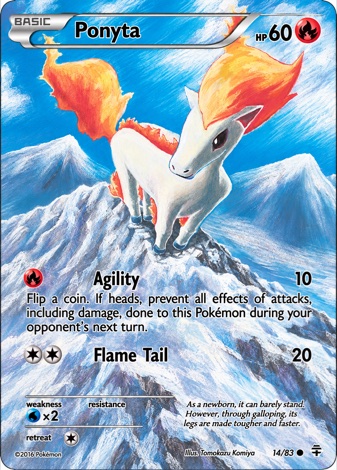 BASIC
Ponyta
HP60
Agility 10
Flip a coin. If heads, prevent all effects of attacks,
including damage, done to this Pokémon during your
opponent's next turn.
Flame Tail 20
weakness resistance
×2
retreat
As a newborn, it can barely stand.
However, through galloping, its
legs are made tougher and faster.
©2016 Pokémon
Illus. Tomokazu Komiya
14/83